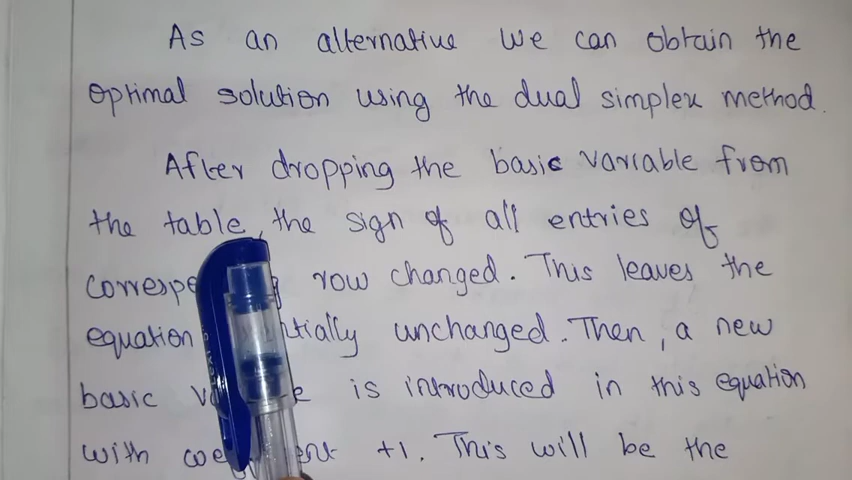 As an alternative we can obtain the
optimal solution using the dual simplex method.
After dropping the basic variable from
the table, the sign of all entries of
row changed. This leaves the
equation unchanged. Then, a new
basic is introduced in this equation
with +1. This will be the